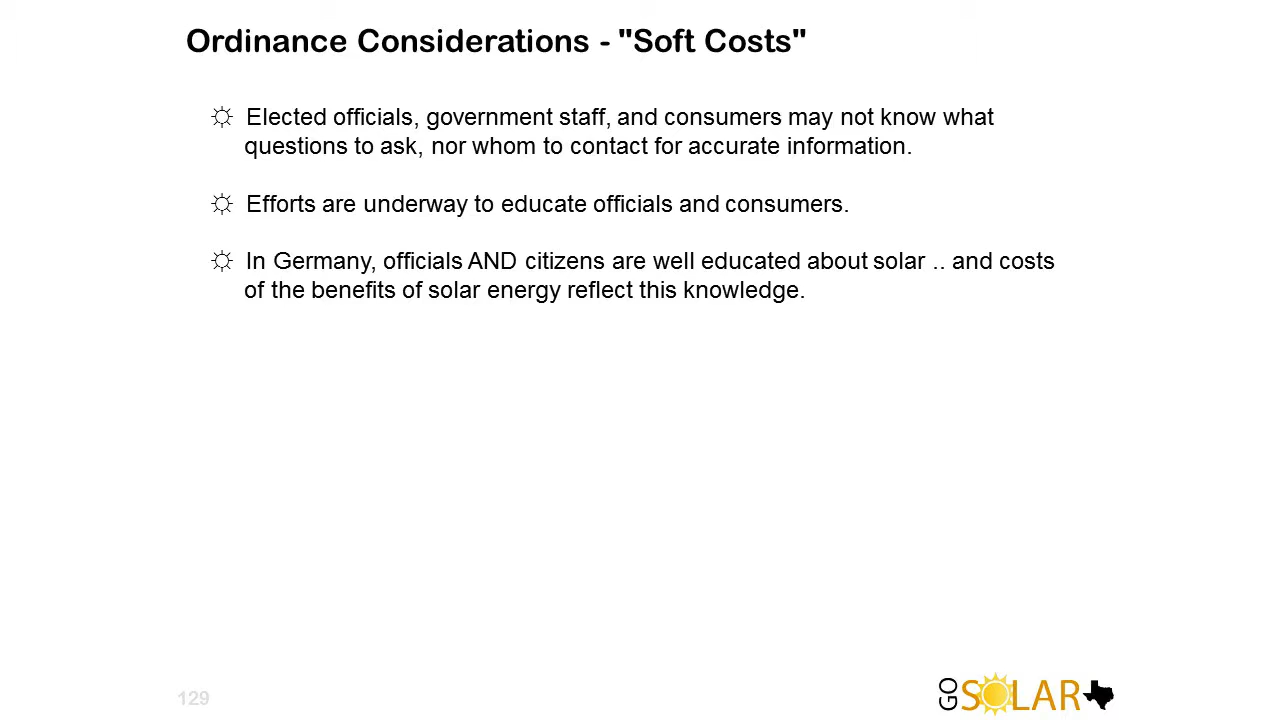 Ordinance Considerations - "Soft Costs"
☼ Elected officials, government staff, and consumers may not know what
questions to ask, nor whom to contact for accurate information.
☼ Efforts are underway to educate officials and consumers.
☼ In Germany, officials AND citizens are well educated about solar .. and costs
of the benefits of solar energy reflect this knowledge.
129
GO SOLAR